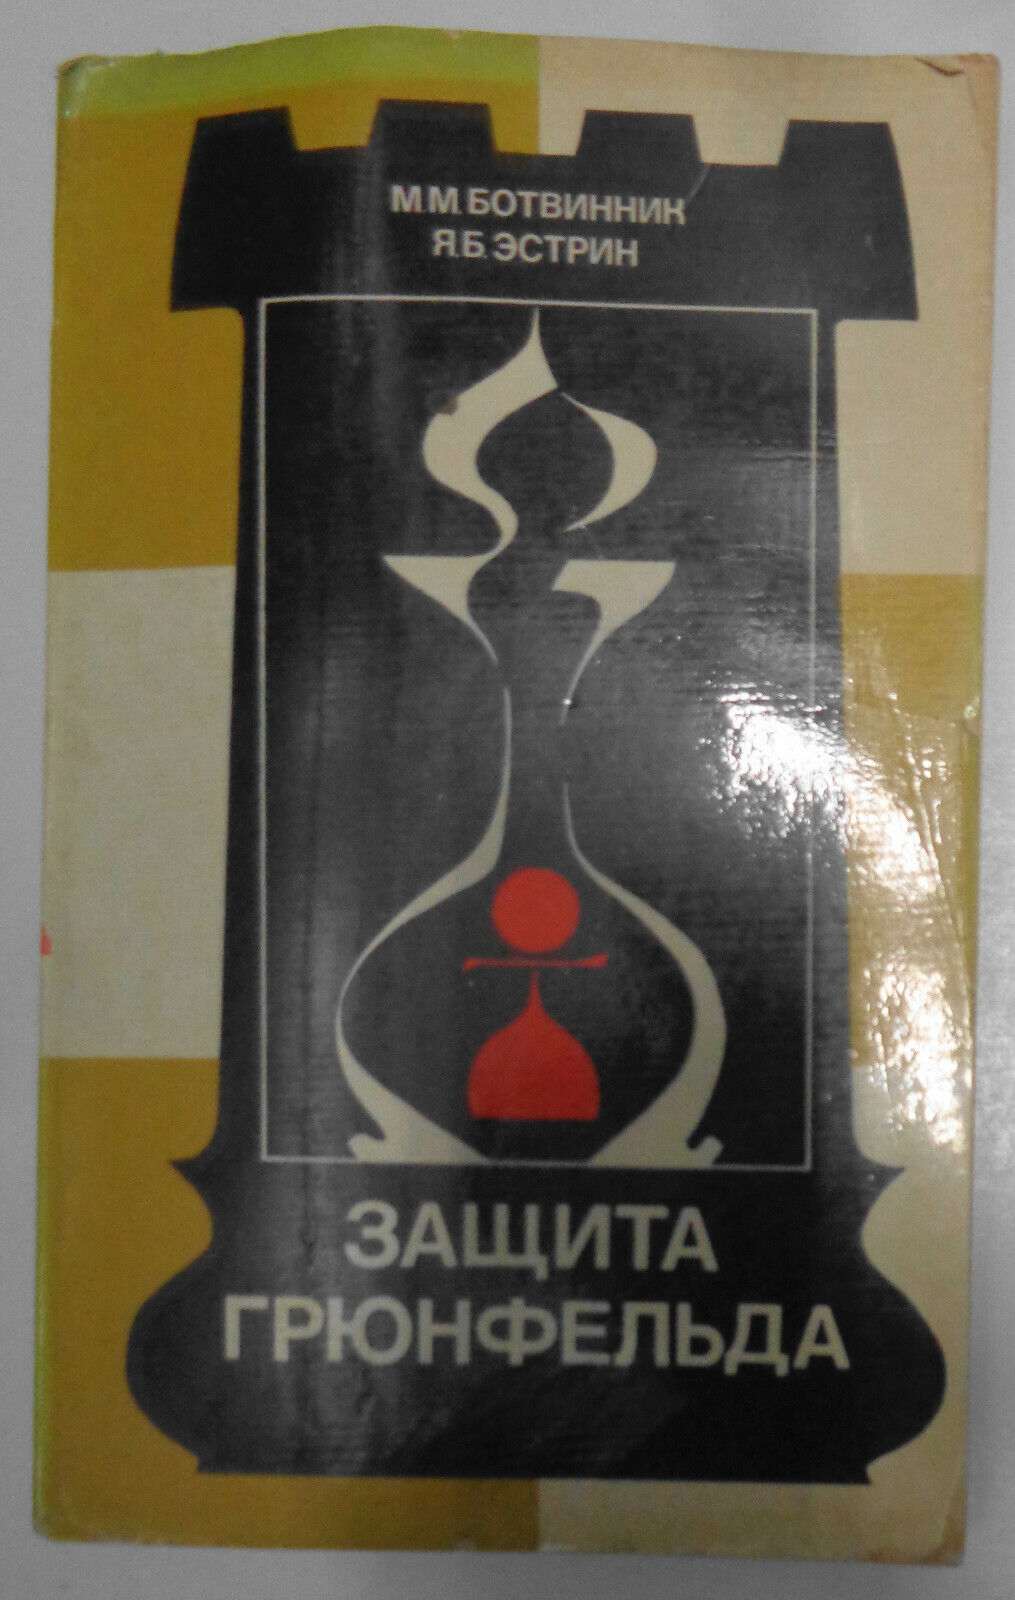 М.М. БОТВИННИК
Я.Б. ЭСТРИН
ЗАЩИТА
ГРЮНФЕЛЬДА